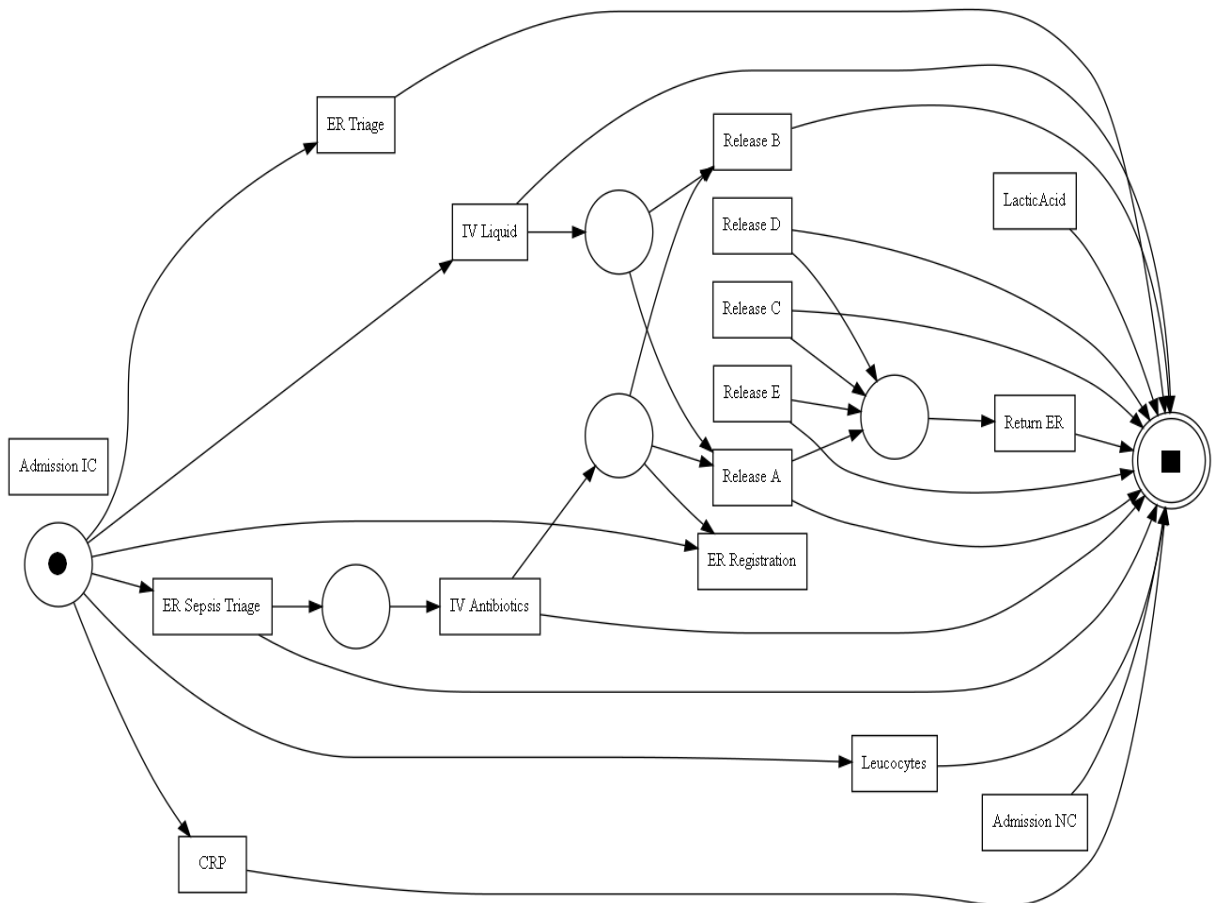 ER Triage
Release B
LacticAcid
IV Liquid
Release D
Release C
Release E
Return ER
Admission IC
Release A
ER Registration
ER Sepsis Triage
IV Antibiotics
Leucocytes
Admission NC
CRP